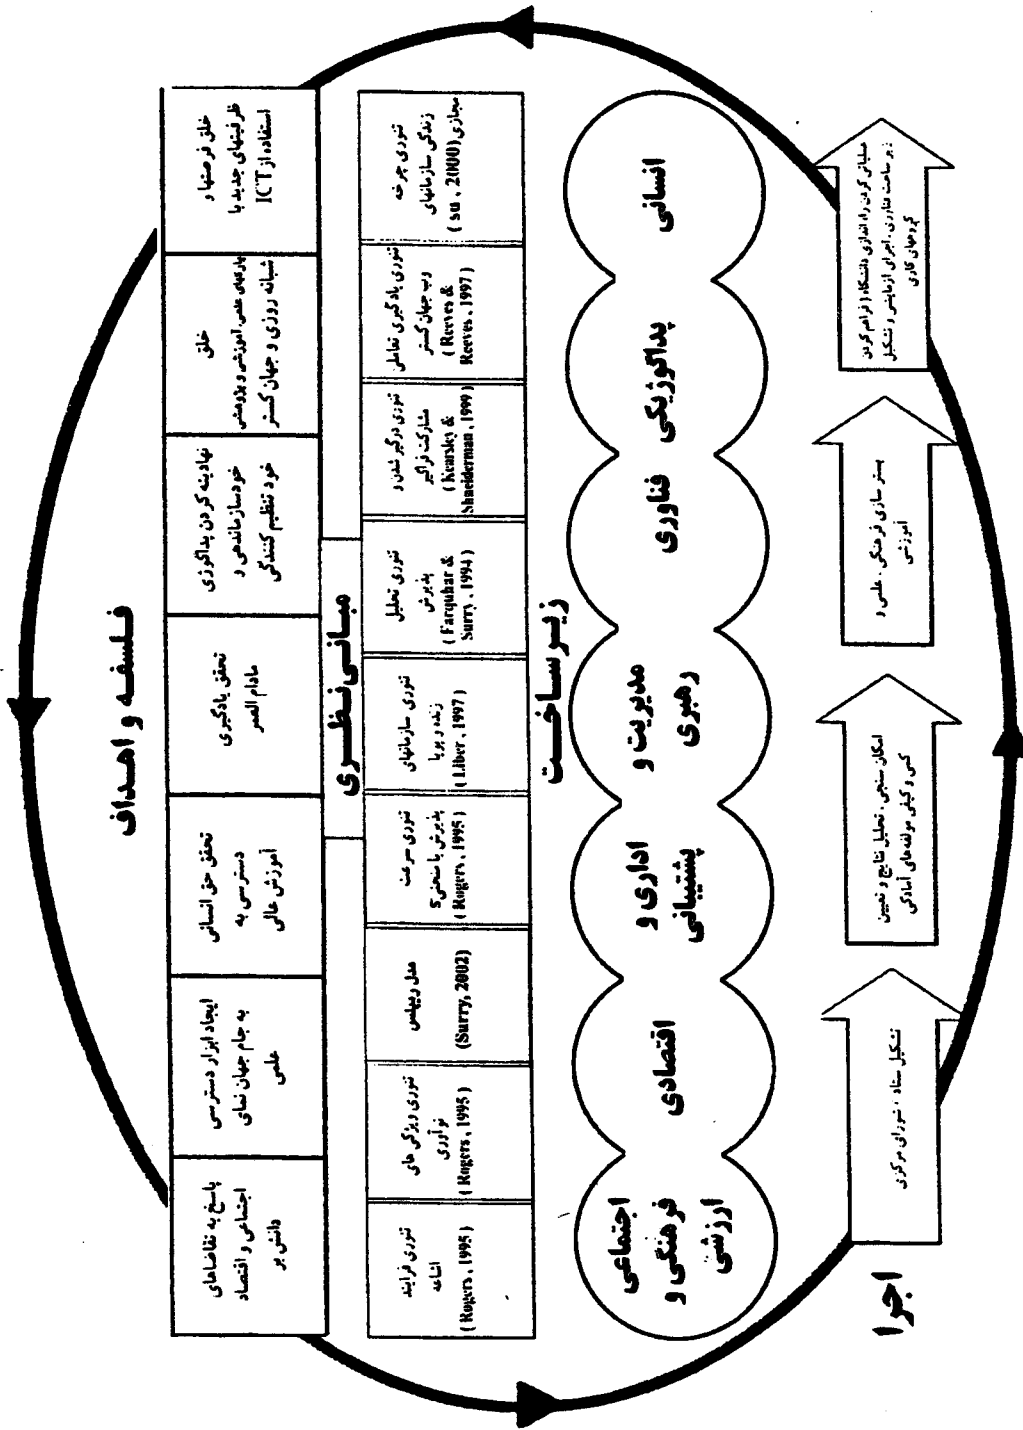 فلسفه و اهداف
خلق فرصتها و
ظرفیتهای جدید با
استفاده از ICT
خلق
پارکهای علمی آموزشی و پژوهشی
شبانه روزی و جهان گستر
نهادینه کردن پداگوژی
خودسازماندهی و
خود تنظیم کنندگی
تحقق یادگیری
مادام العمر
تحقق حق انسانی
دسترسی به
آموزش عالی
ایجاد ابزار دسترسی
به جام جهان نمای
علمی
پاسخ به تقاضاهای
اجتماعی و اقتصاد
دانش بر
مبانی نظری
تئوری چرخه
زندگی سازمانهای
مجازی (su , 2000 )
تئوری یادگیری تعاملی
وب جهان گستر
( Reeves &
Reeves , 1997)
تئوری درگیر شدن و
مشارکت فراگیر
( Kearsley &
Shneiderman , 1999)
تئوری تحلیل
پذیرش
( Farquhar &
Surry , 1994)
تئوری سازمانهای
زنده و پویا
( Liber , 1997)
تئوری سرعت
پذیرش با منحنی S
( Rogers , 1995 )
مدل ریپلس
(Surry, 2002)
تئوری ویژگی های
نوآوری
( Rogers , 1995 )
تئوری فرایند
اشاعه
( Rogers , 1995 )
زیرساخت
انسانی
پداگوژیکی
فناوری
مدیریت و
رهبری
اداری و
پشتیبانی
اقتصادی
اجتماعی
فرهنگی و
ارزشی
اجرا
تشکیل ستاد ، شورای مرکزی
امکان سنجی ، تحلیل نتایج و تعیین
کمی و کیفی مولفه‌های آمادگی
بستر سازی فرهنگی ، علمی و
آموزشی
عملیاتی کردن راه اندازی دانشگاه ( فراهم کردن
زیر ساخت فناوری ، اجرای ازمایشی و تشکیل
گروههای کاری